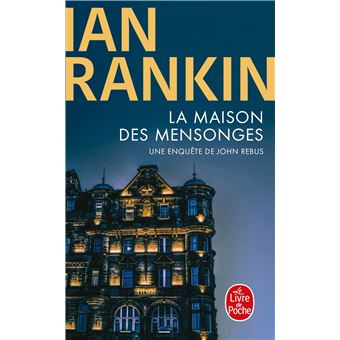 IAN
RANKIN
LA MAISON
DES MENSONGES
UNE ENQUÊTE DE JOHN REBUS
Le
Livre
de
Poche